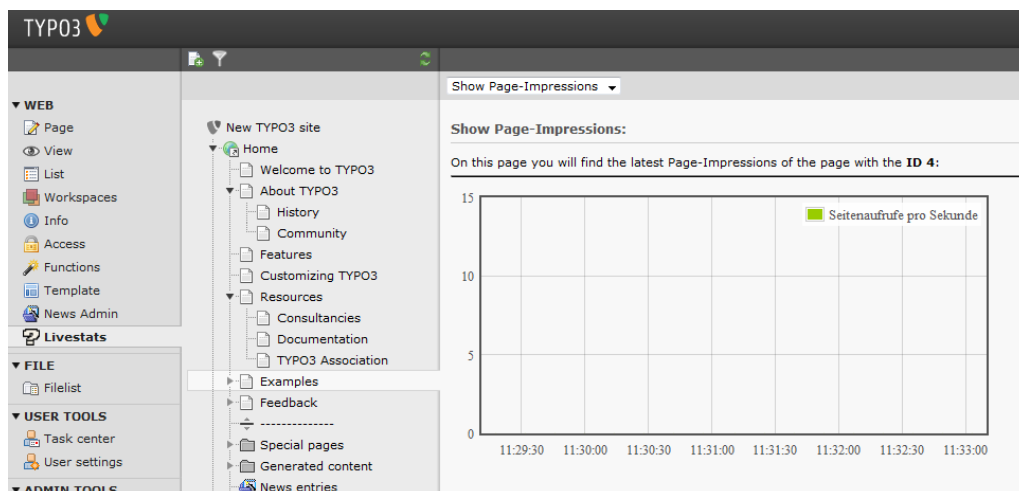 TYPO3
Show Page-Impressions
WEB
Page
View
List
Workspaces
Info
Access
Functions
Template
News Admin
Livestats
FILE
Filelist
USER TOOLS
Task center
User settings
ADMIN TOOLS
New TYPO3 site
Home
Welcome to TYPO3
About TYPO3
History
Community
Features
Customizing TYPO3
Resources
Consultancies
Documentation
TYPO3 Association
Examples
Feedback
--------------
Special pages
Generated content
News entries
Show Page-Impressions:
On this page you will find the latest Page-Impressions of the page with the ID 4:
Seitenaufrufe pro Sekunde
15
10
5
0
11:29:30 11:30:00 11:30:30 11:31:00 11:31:30 11:32:00 11:32:30 11:33:00